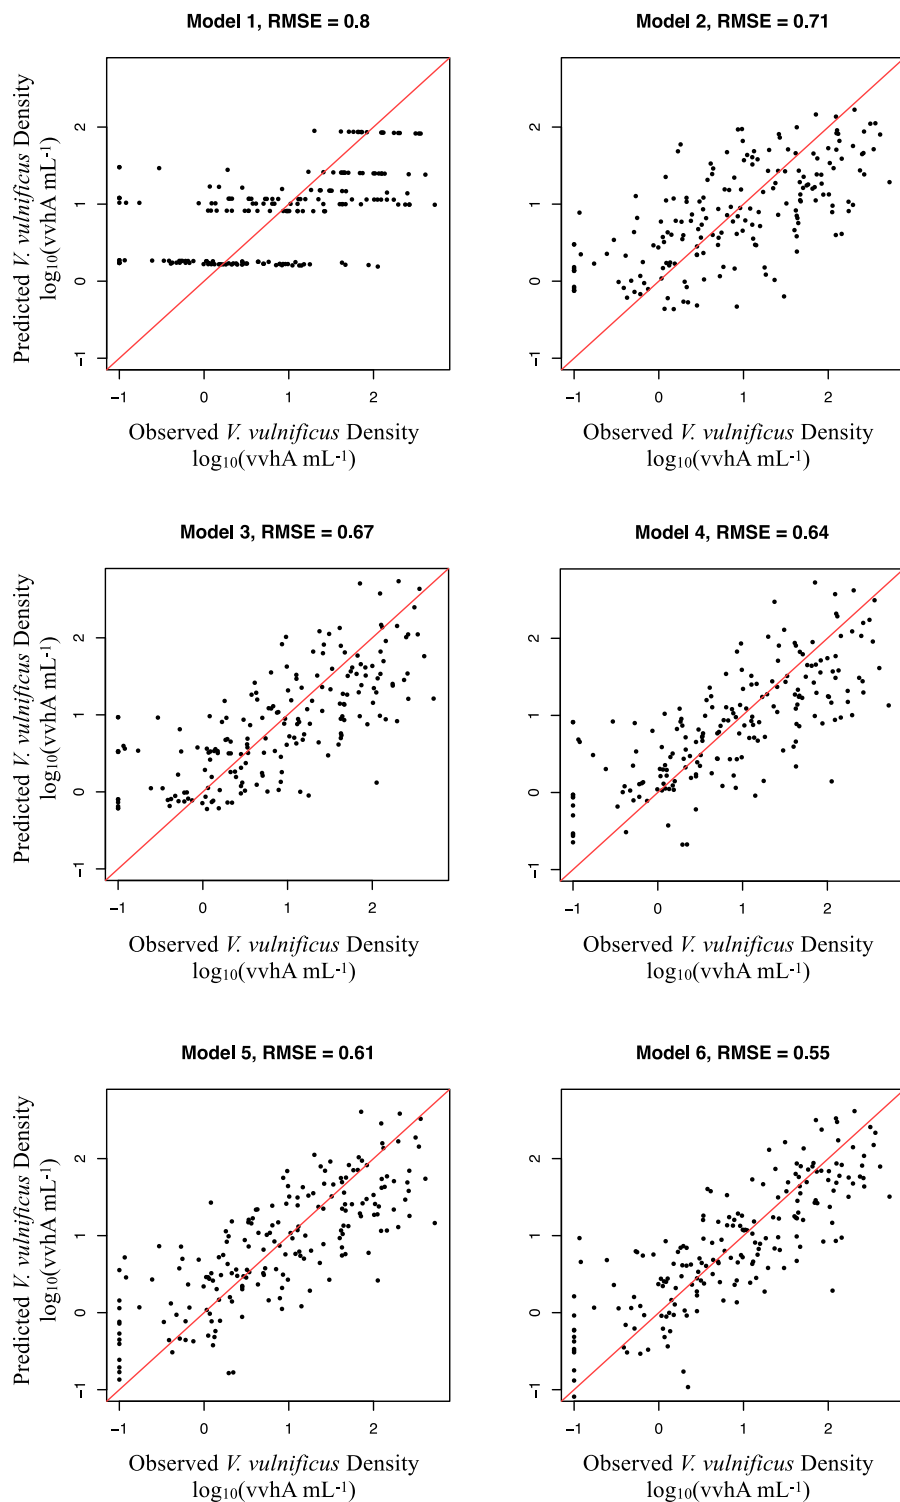 Model 1, RMSE = 0.8
Predicted V. vulnificus Density
log₁₀(vvhA mL⁻¹)
2
1
0
−1
−1 0 1 2
Observed V. vulnificus Density
log₁₀(vvhA mL⁻¹)
Model 2, RMSE = 0.71
2
1
0
−1
−1 0 1 2
Observed V. vulnificus Density
log₁₀(vvhA mL⁻¹)
Model 3, RMSE = 0.67
Predicted V. vulnificus Density
log₁₀(vvhA mL⁻¹)
2
1
0
−1
−1 0 1 2
Observed V. vulnificus Density
log₁₀(vvhA mL⁻¹)
Model 4, RMSE = 0.64
2
1
0
−1
−1 0 1 2
Observed V. vulnificus Density
log₁₀(vvhA mL⁻¹)
Model 5, RMSE = 0.61
Predicted V. vulnificus Density
log₁₀(vvhA mL⁻¹)
2
1
0
−1
−1 0 1 2
Observed V. vulnificus Density
log₁₀(vvhA mL⁻¹)
Model 6, RMSE = 0.55
2
1
0
−1
−1 0 1 2
Observed V. vulnificus Density
log₁₀(vvhA mL⁻¹)